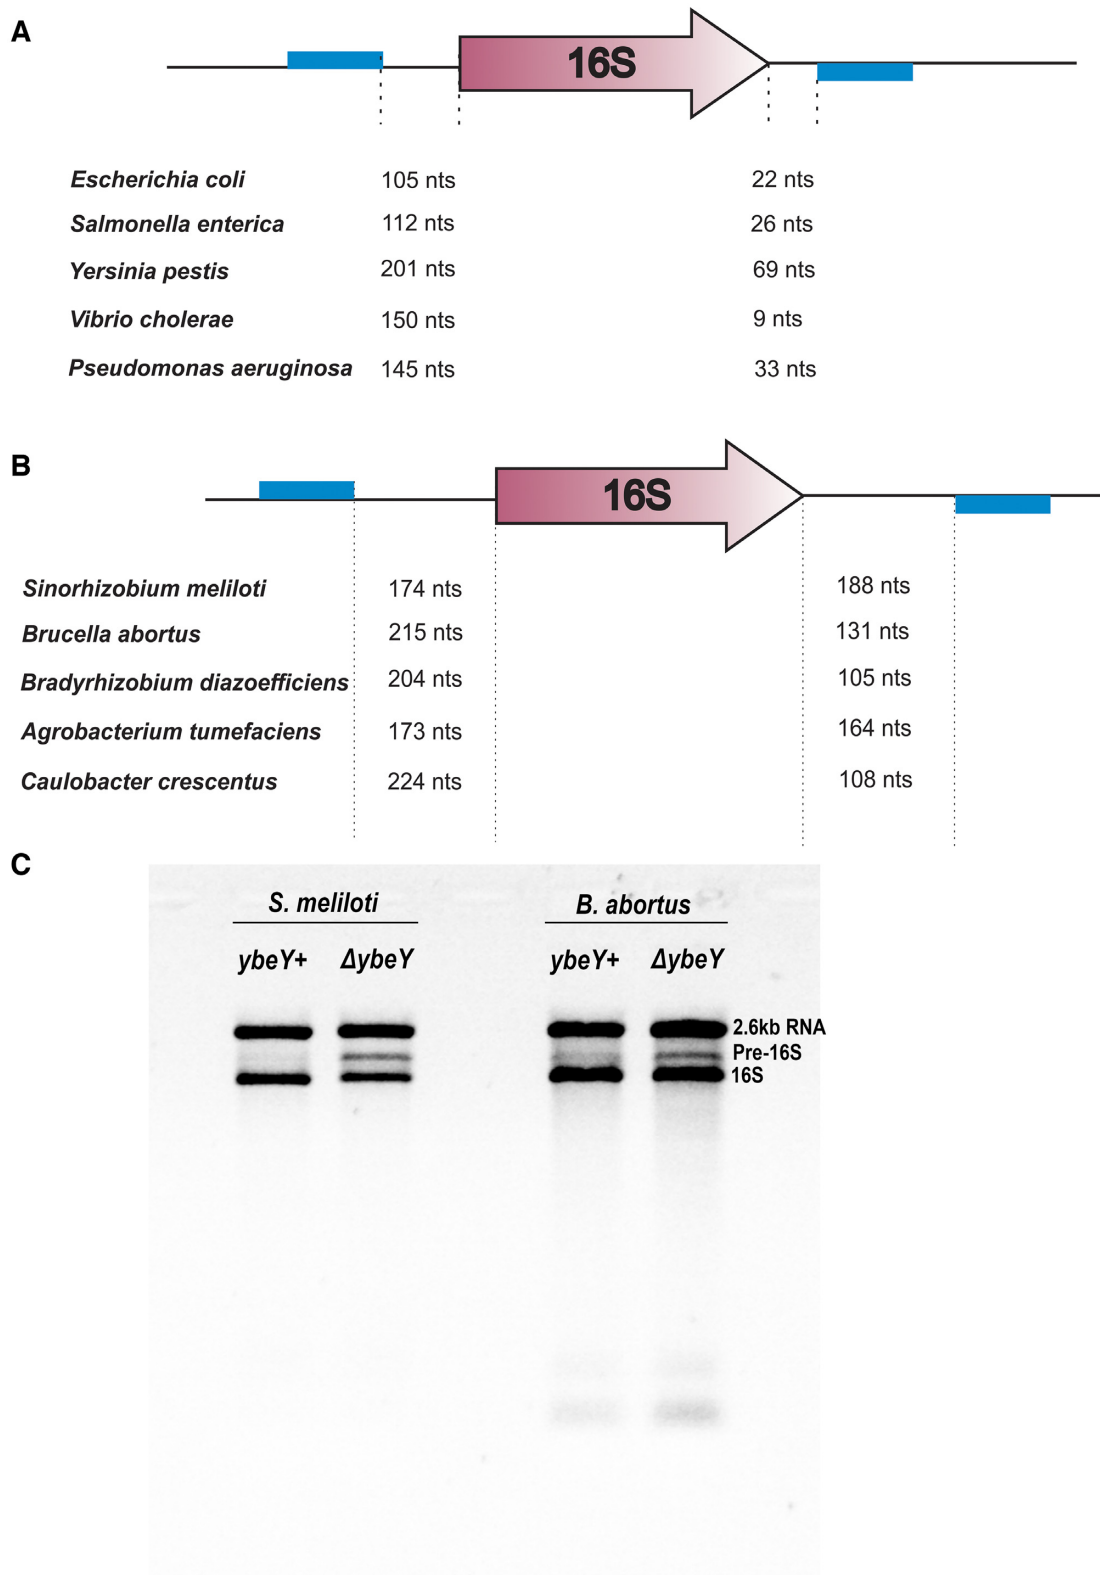 A
16S
Escherichia coli 105 nts 22 nts
Salmonella enterica 112 nts 26 nts
Yersinia pestis 201 nts 69 nts
Vibrio cholerae 150 nts 9 nts
Pseudomonas aeruginosa 145 nts 33 nts
B
16S
Sinorhizobium meliloti 174 nts 188 nts
Brucella abortus 215 nts 131 nts
Bradyrhizobium diazoefficiens 204 nts 105 nts
Agrobacterium tumefaciens 173 nts 164 nts
Caulobacter crescentus 224 nts 108 nts
C
S. meliloti B. abortus
ybeY+ ΔybeY ybeY+ ΔybeY
2.6kb RNA
Pre-16S
16S